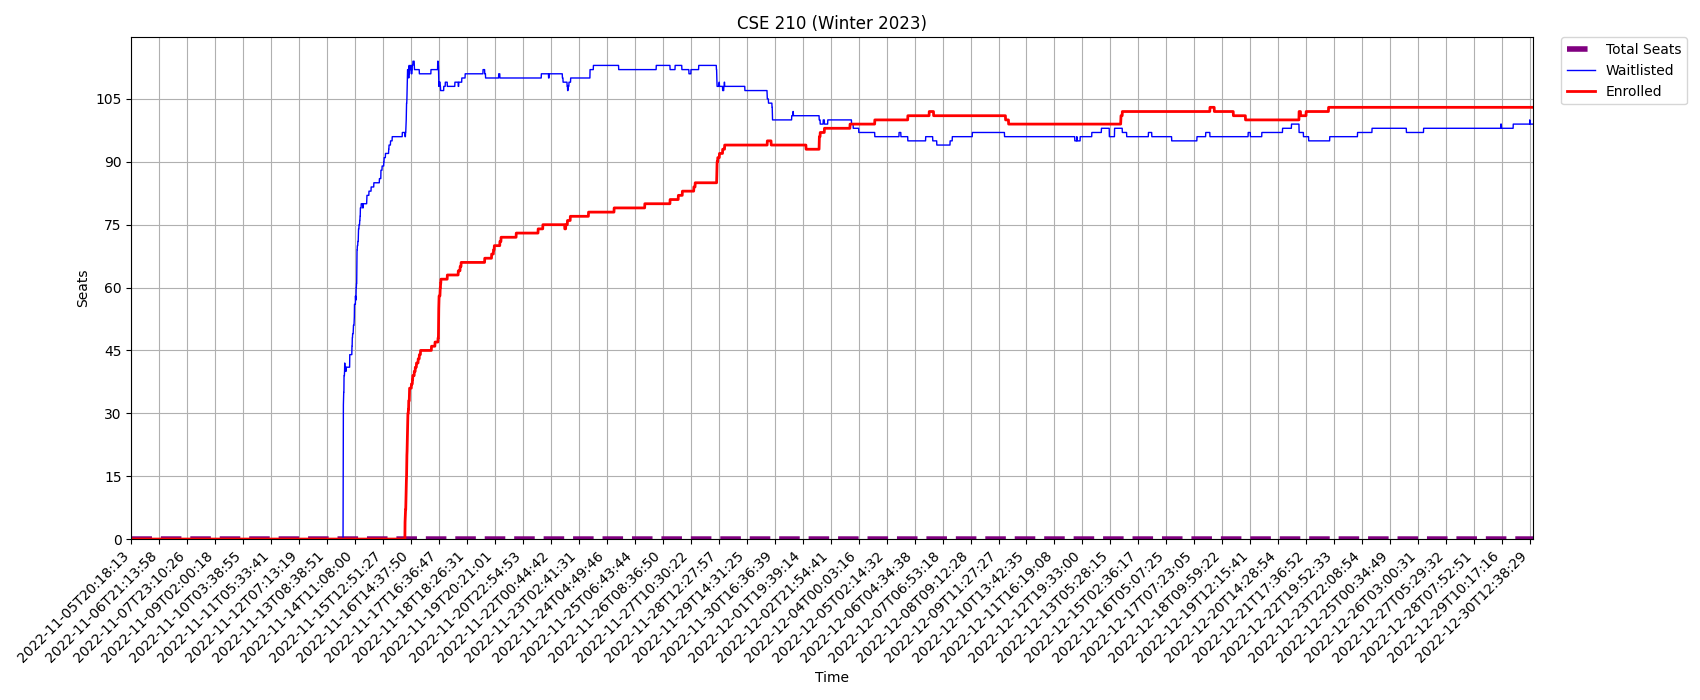 CSE 210 (Winter 2023)
Total Seats
Waitlisted
Enrolled
Seats
105
90
75
60
45
30
15
0
2022-11-05T20:18:13
2022-11-06T21:13:58
2022-11-07T23:10:26
2022-11-09T02:00:18
2022-11-10T03:38:55
2022-11-11T05:33:41
2022-11-12T07:13:19
2022-11-13T08:38:51
2022-11-14T11:08:00
2022-11-15T12:51:27
2022-11-16T14:37:50
2022-11-17T16:36:47
2022-11-18T18:26:31
2022-11-19T20:21:01
2022-11-20T22:54:53
2022-11-22T00:44:42
2022-11-23T02:41:31
2022-11-24T04:49:46
2022-11-25T06:43:44
2022-11-26T08:36:50
2022-11-27T10:30:22
2022-11-28T12:27:57
2022-11-29T14:31:25
2022-11-30T16:36:39
2022-12-01T19:39:14
2022-12-02T21:54:41
2022-12-04T00:03:16
2022-12-05T02:14:32
2022-12-06T04:34:38
2022-12-07T06:53:18
2022-12-08T09:12:28
2022-12-09T11:27:27
2022-12-10T13:42:35
2022-12-11T16:19:08
2022-12-12T19:33:00
2022-12-13T05:28:15
2022-12-15T02:36:17
2022-12-16T05:07:25
2022-12-17T07:23:05
2022-12-18T09:59:22
2022-12-19T12:15:41
2022-12-20T14:28:54
2022-12-21T17:36:52
2022-12-22T19:52:33
2022-12-23T22:08:54
2022-12-25T00:34:49
2022-12-26T03:00:31
2022-12-27T05:29:32
2022-12-28T07:52:51
2022-12-29T10:17:16
2022-12-30T12:38:29
Time